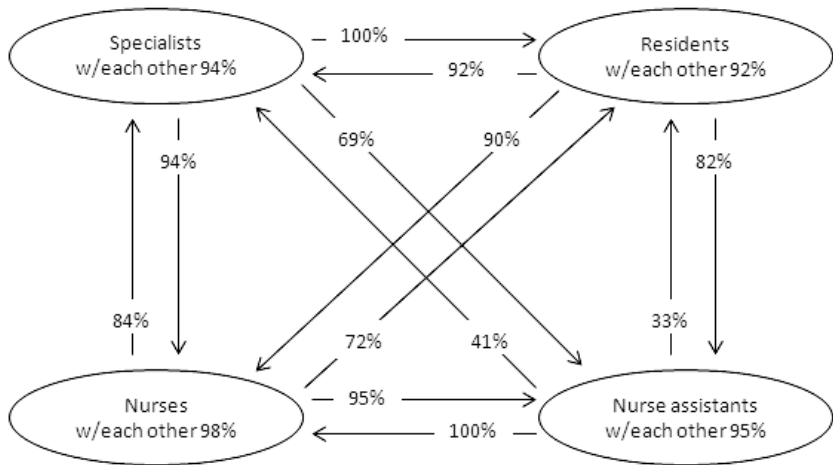 Specialists
w/each other 94%
100%
92%
Residents
w/each other 92%
94%
69%
90%
82%
84%
72%
41%
33%
Nurses
w/each other 98%
95%
100%
Nurse assistants
w/each other 95%